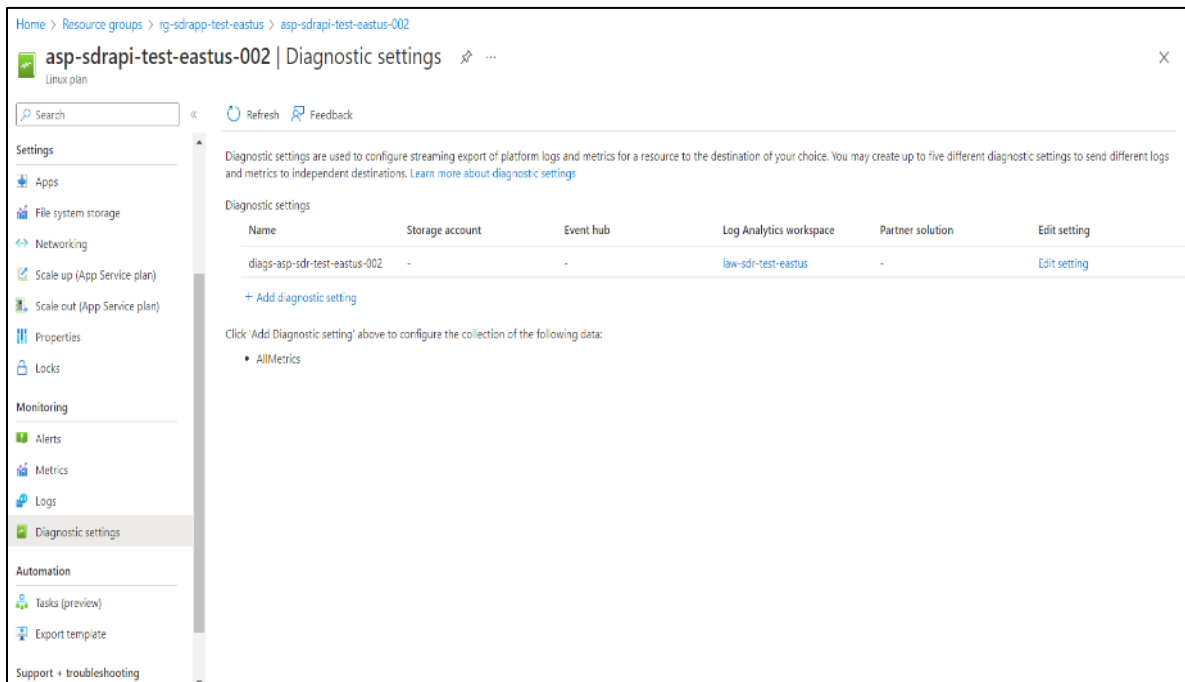 Home > Resource groups > rg-sdrapp-test-eastus > asp-sdrapi-test-eastus-002
asp-sdrapi-test-eastus-002 | Diagnostic settings ...
Linux plan
Search «
Refresh Feedback
Settings
Apps
File system storage
Networking
Scale up (App Service plan)
Scale out (App Service plan)
Properties
Locks
Monitoring
Alerts
Metrics
Logs
Diagnostic settings
Automation
Tasks (preview)
Export template
Support + troubleshooting
Diagnostic settings are used to configure streaming export of platform logs and metrics for a resource to the destination of your choice. You may create up to five different diagnostic settings to send different logs
and metrics to independent destinations. Learn more about diagnostic settings
Diagnostic settings
Name Storage account Event hub Log Analytics workspace Partner solution Edit setting
diags-asp-sdr-test-eastus-002 - - law-sdr-test-eastus - Edit setting
+ Add diagnostic setting
Click 'Add Diagnostic setting' above to configure the collection of the following data:
• AllMetrics